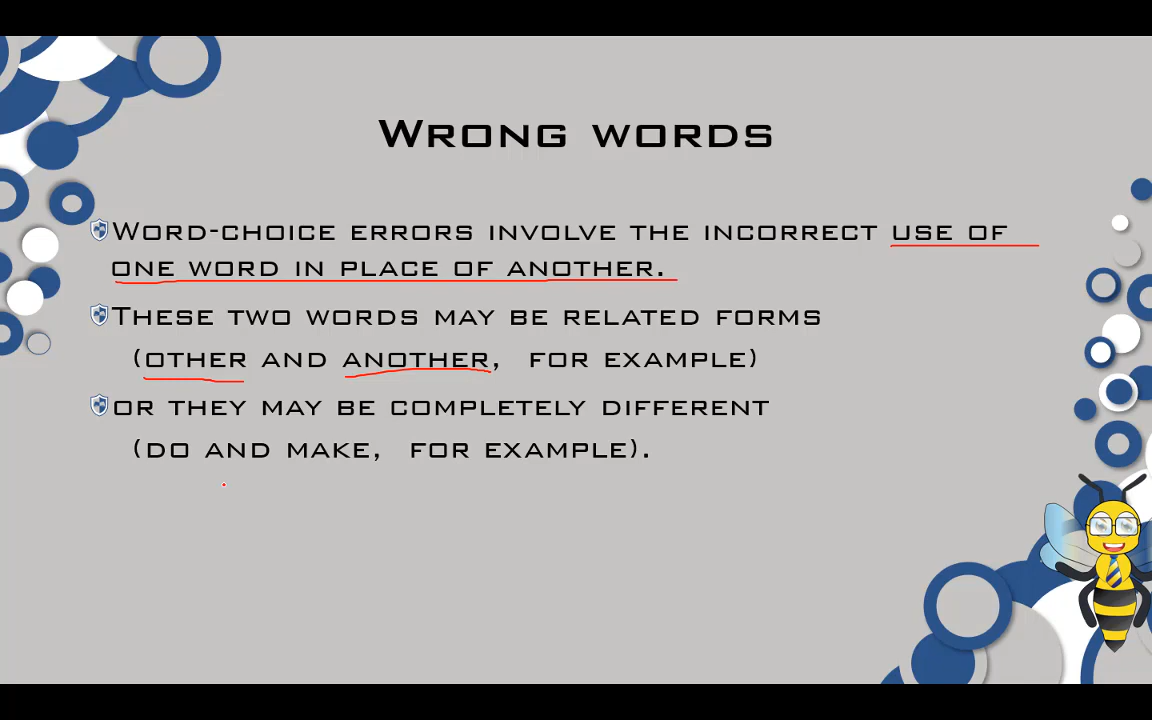 Wrong words
Word-choice errors involve the incorrect use of
one word in place of another.
These two words may be related forms
(other and another, for example)
or they may be completely different
(do and make, for example).